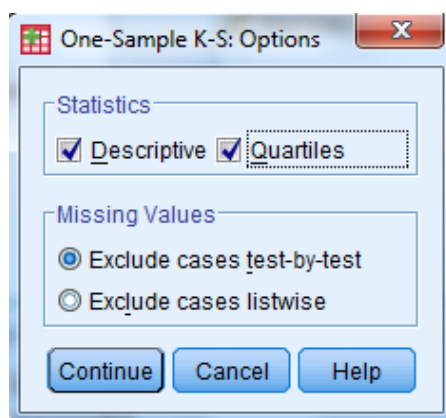 One-Sample K-S: Options
Statistics
Descriptive Quartiles
Missing Values
Exclude cases test-by-test
Exclude cases listwise
Continue Cancel Help